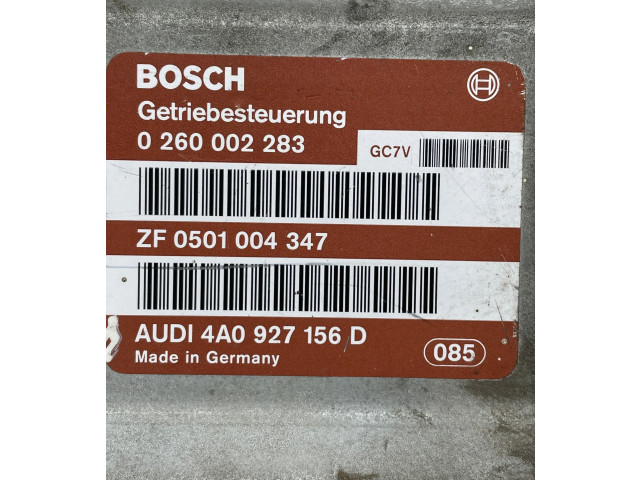 BOSCH
Getriebesteuerung
0 260 002 283
GC7V
ZF 0501 004 347
AUDI 4A0 927 156 D
Made in Germany
085